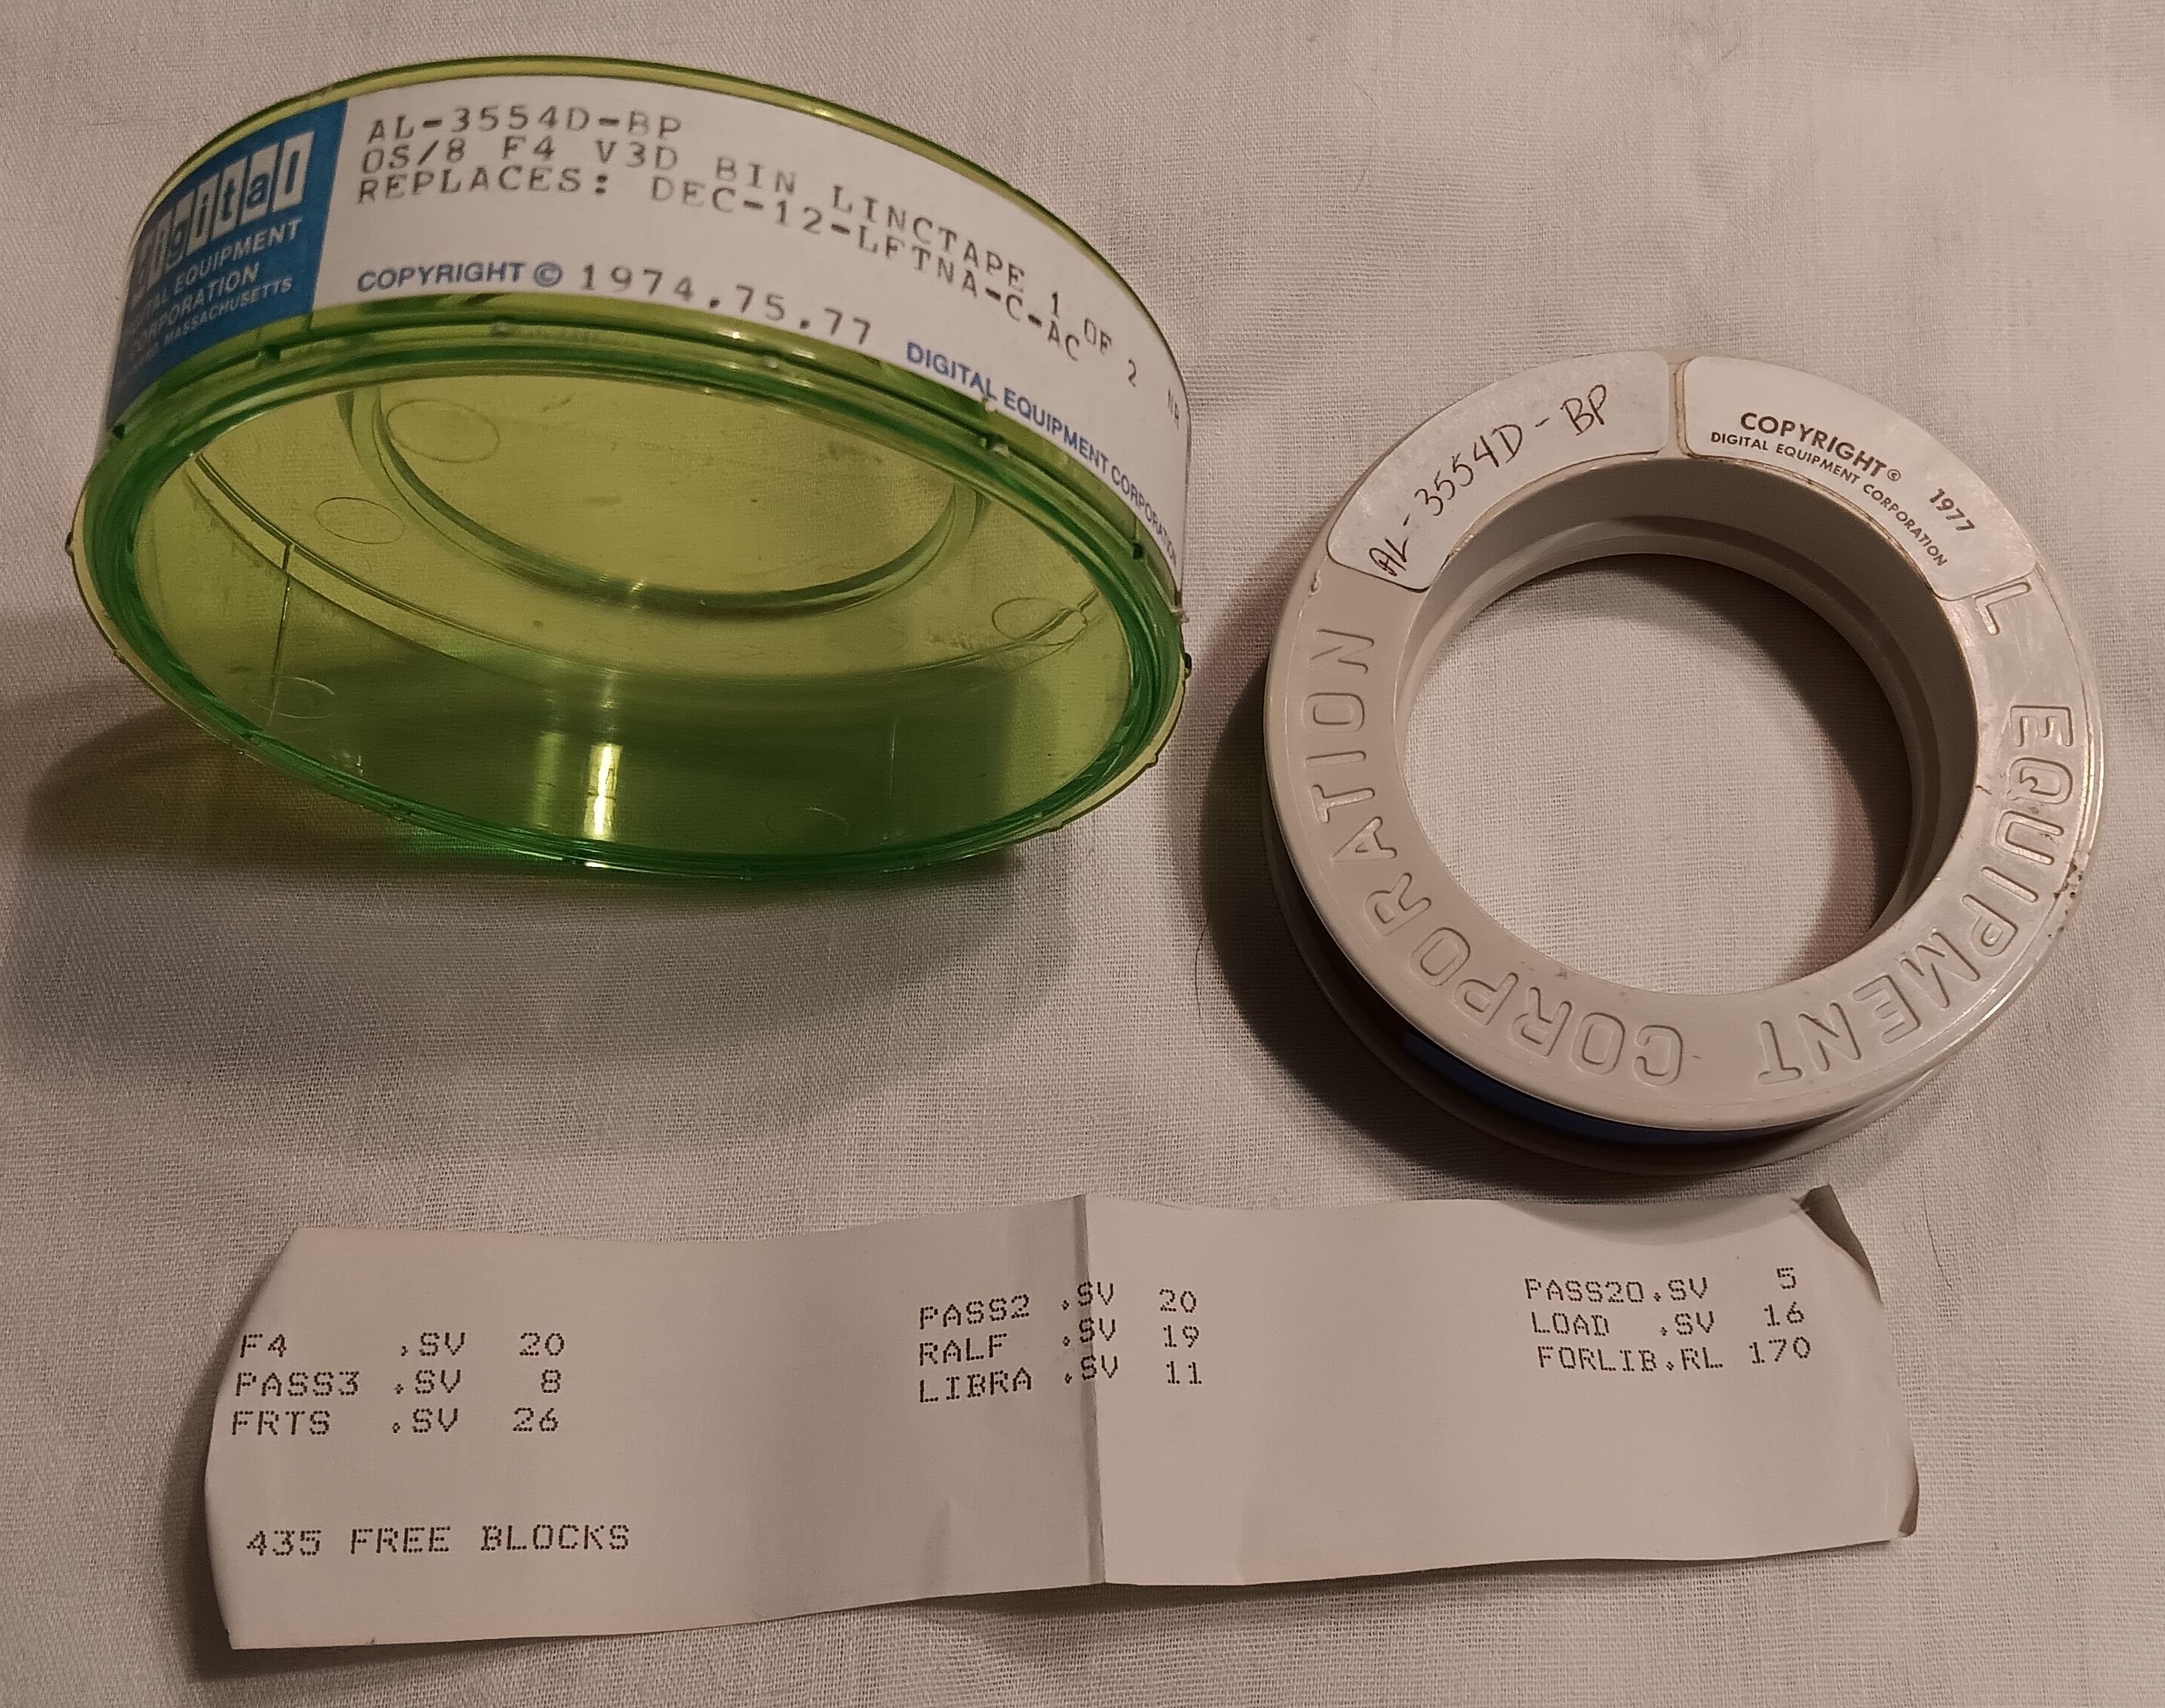 digital
DIGITAL EQUIPMENT
CORPORATION
MAYNARD, MASSACHUSETTS
AL-3554D-BP
OS/8 F4 V3D BIN LINCTAPE 1 OF 2 NR
REPLACES: DEC-12-LFTNA-C-AC
COPYRIGHT © 1974.75.77 DIGITAL EQUIPMENT CORPORATION
AL-3554D-BP
COPYRIGHT © 1977
DIGITAL EQUIPMENT CORPORATION
L EQUIPMENT CORPORATION
F4 .SV 20 PASS2 .SV 20 PASS2O.SV 5
PASS3 .SV 8 RALF .SV 19 LOAD .SV 16
FRTS .SV 26 LIBRA .SV 11 FORLIB.RL 170
435 FREE BLOCKS